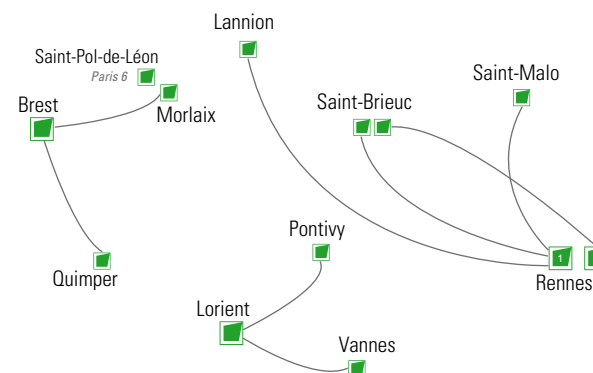 Lannion
Saint-Pol-de-Léon
Paris 6
Saint-Malo
Brest
Morlaix
Saint-Brieuc
Pontivy
Quimper
1
Rennes
Lorient
Vannes